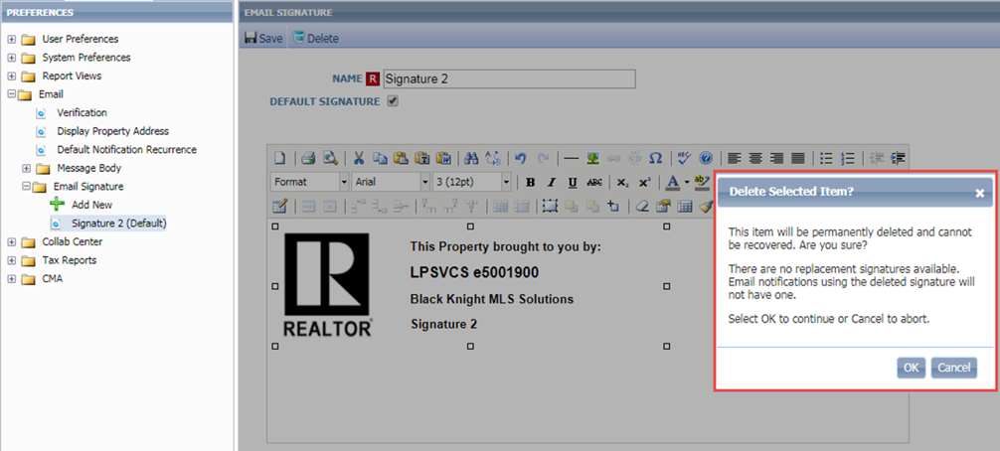 PREFERENCES
User Preferences
System Preferences
Report Views
Email
Verification
Display Property Address
Default Notification Recurrence
Message Body
Email Signature
Add New
Signature 2 (Default)
Collab Center
Tax Reports
CMA
EMAIL SIGNATURE
Save Delete
NAME R Signature 2
DEFAULT SIGNATURE
ABC
Format Arial 3 (12pt) B I U ABC X₂ X² A ab
R
REALTOR®
This Property brought to you by:
LPSVCS e5001900
Black Knight MLS Solutions
Signature 2
Delete Selected Item?
This item will be permanently deleted and cannot
be recovered. Are you sure?
There are no replacement signatures available.
Email notifications using the deleted signature will
not have one.
Select OK to continue or Cancel to abort.
OK Cancel